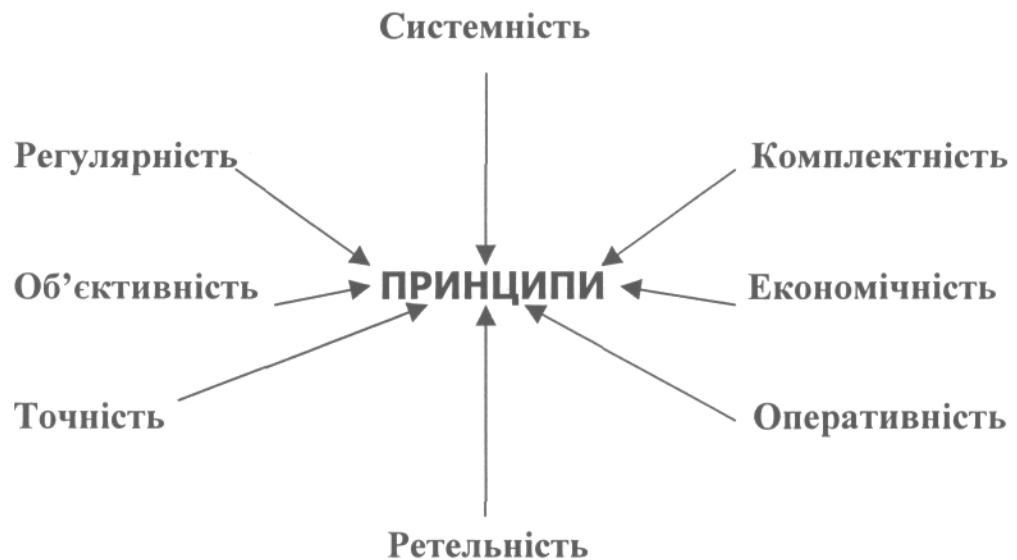 Системність
Регулярність
Комплектність
Об’єктивність
ПРИНЦИПИ
Економічність
Точність
Оперативність
Ретельність